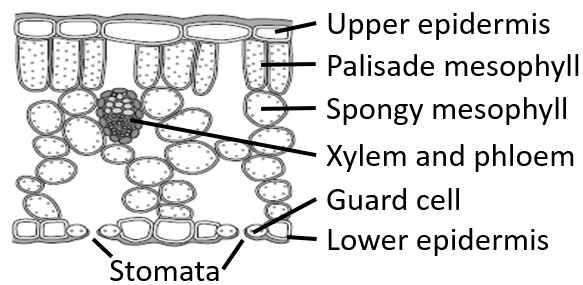 Upper epidermis
Palisade mesophyll
Spongy mesophyll
Xylem and phloem
Guard cell
Lower epidermis
Stomata